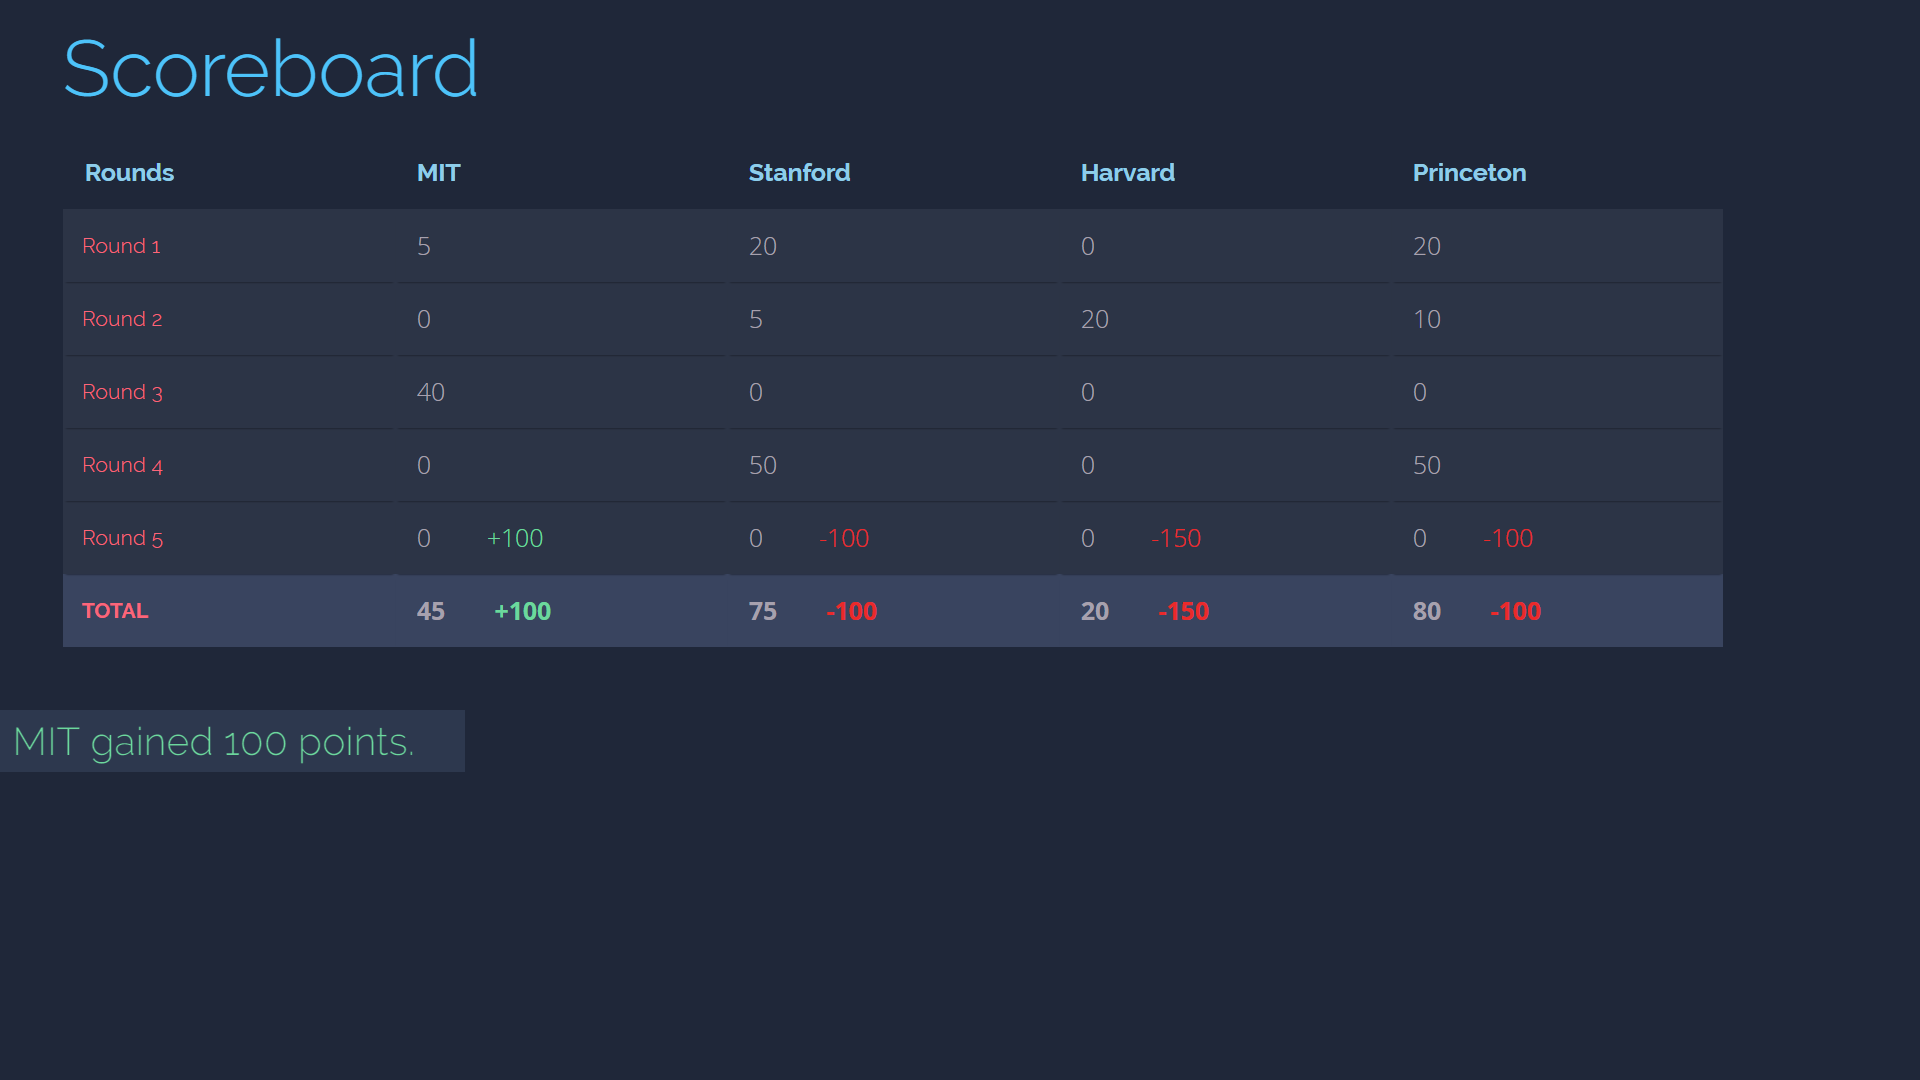 Scoreboard
Rounds MIT Stanford Harvard Princeton
Round 1 5 20 0 20
Round 2 0 5 20 10
Round 3 40 0 0 0
Round 4 0 50 0 50
Round 5 0 +100 0 -100 0 -150 0 -100
TOTAL 45 +100 75 -100 20 -150 80 -100
MIT gained 100 points.